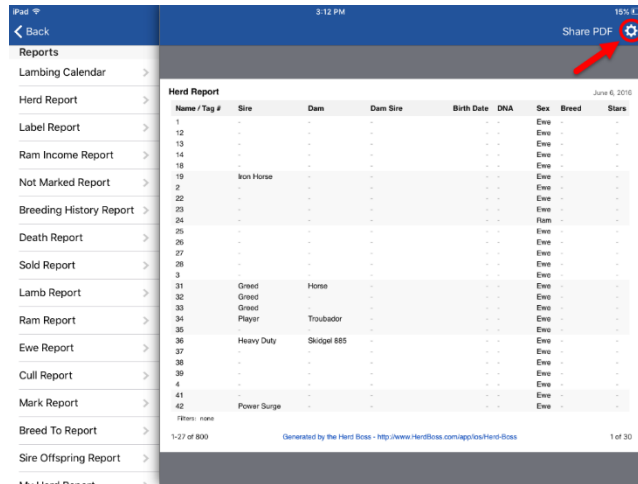 iPad 3:12 PM 15%
Back Share PDF
Reports
Lambing Calendar
Herd Report
Label Report
Ram Income Report
Not Marked Report
Breeding History Report
Death Report
Sold Report
Lamb Report
Ram Report
Ewe Report
Cull Report
Mark Report
Breed To Report
Sire Offspring Report
My Herd Report
Herd Report June 6, 2016
Name / Tag # Sire Dam Dam Sire Birth Date DNA Sex Breed Stars
1 - - - - - Ewe - -
12 - - - - - Ewe - -
13 - - - - - Ewe - -
14 - - - - - Ewe - -
18 - - - - - Ewe - -
19 Iron Horse - - - - Ewe - -
2 - - - - - Ewe - -
22 - - - - - Ewe - -
23 - - - - - Ewe - -
24 - - - - - Ram - -
25 - - - - - Ewe - -
26 - - - - - Ewe - -
27 - - - - - Ewe - -
28 - - - - - Ewe - -
3 - - - - - Ewe - -
31 Greed Horse - - - Ewe - -
32 Greed - - - - Ewe - -
33 Greed - - - - Ewe - -
34 Player Troubador - - - Ewe - -
35 - - - - - Ewe - -
36 Heavy Duty Skidgel 885 - - - Ewe - -
37 - - - - - Ewe - -
38 - - - - - Ewe - -
39 - - - - - Ewe - -
4 - - - - - Ewe - -
41 - - - - - Ewe - -
42 Power Surge - - - - Ewe - -
Filters: none
1-27 of 800 Generated by the Herd Boss - http://www.HerdBoss.com/app/ios/Herd-Boss 1 of 30